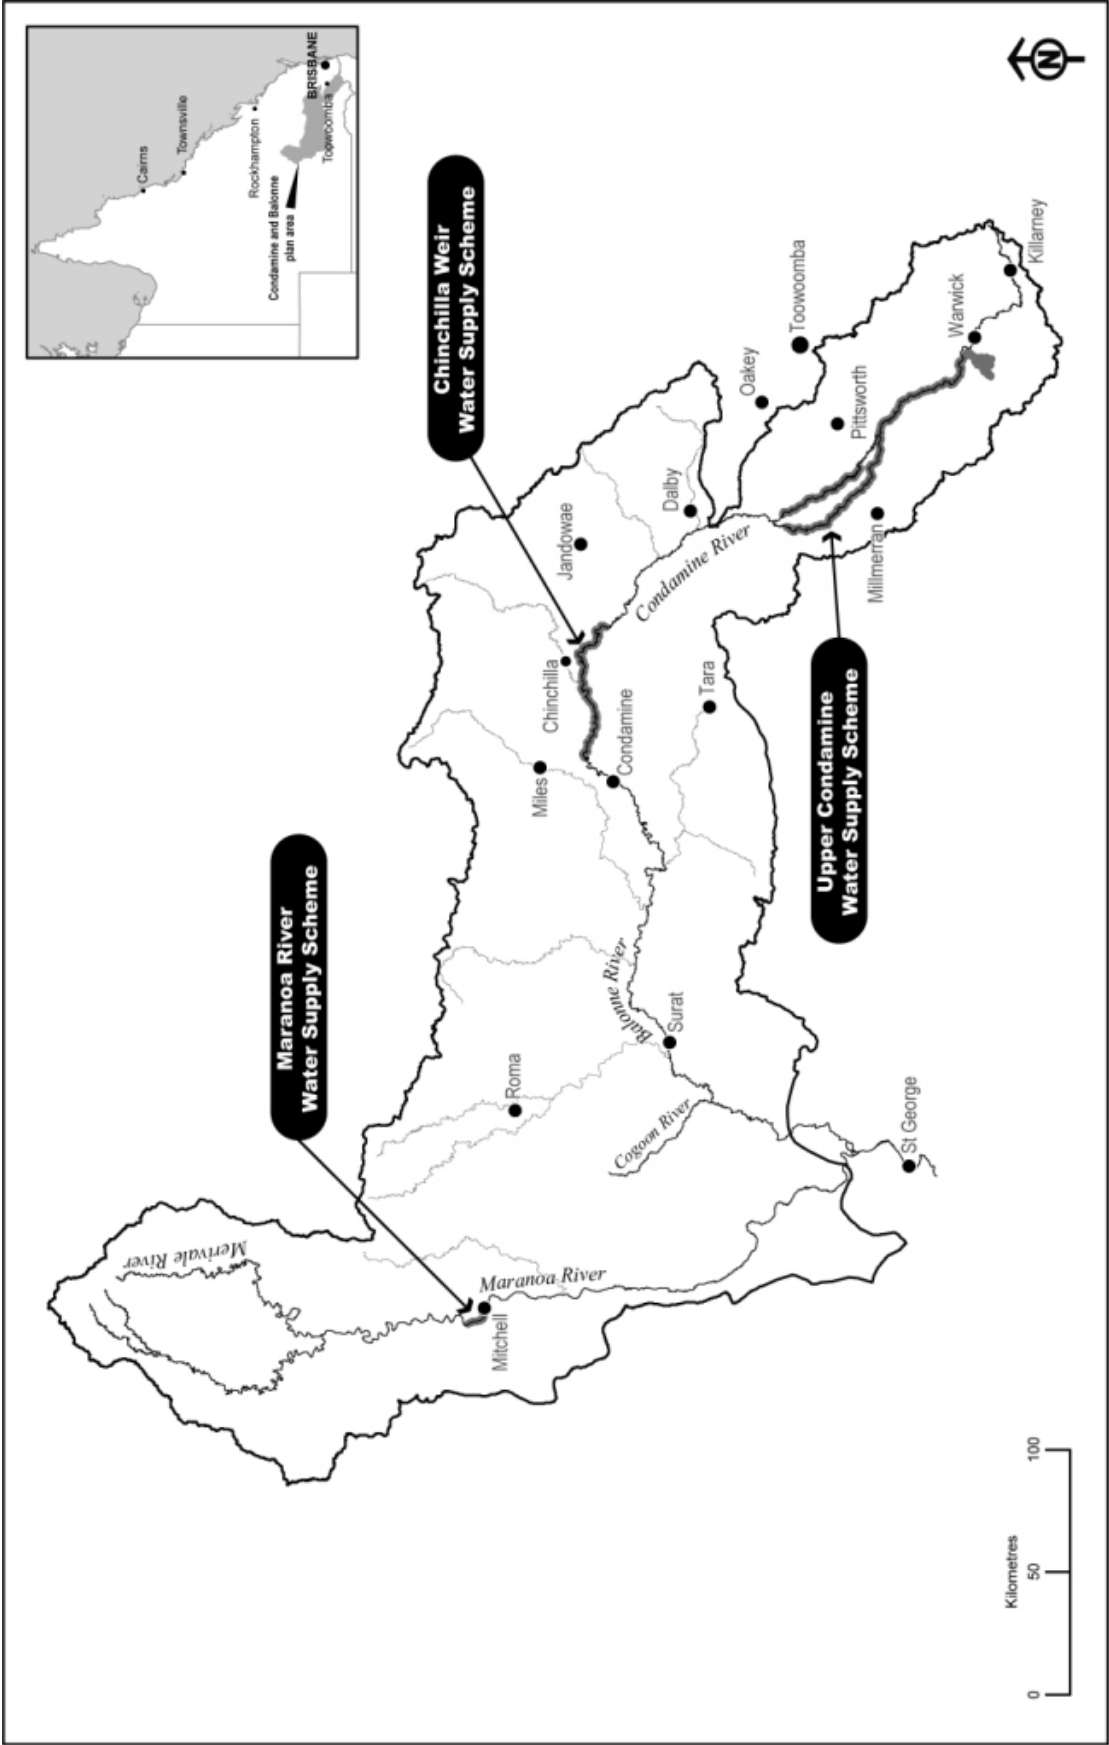 Cairns
Townsville
Rockhampton
BRISBANE
Toowoomba
Condamine and Balonne
plan area
N
Maranoa River
Water Supply Scheme
Chinchilla Weir
Water Supply Scheme
Upper Condamine
Water Supply Scheme
Merivale River
Maranoa River
Mitchell
Roma
Cogoon River
Balonne River
Surat
St George
Miles
Chinchilla
Condamine
Tara
Jandowae
Dalby
Condamine River
Oakey
Toowoomba
Pittsworth
Millmerran
Warwick
Killarney
Kilometres
0 50 100